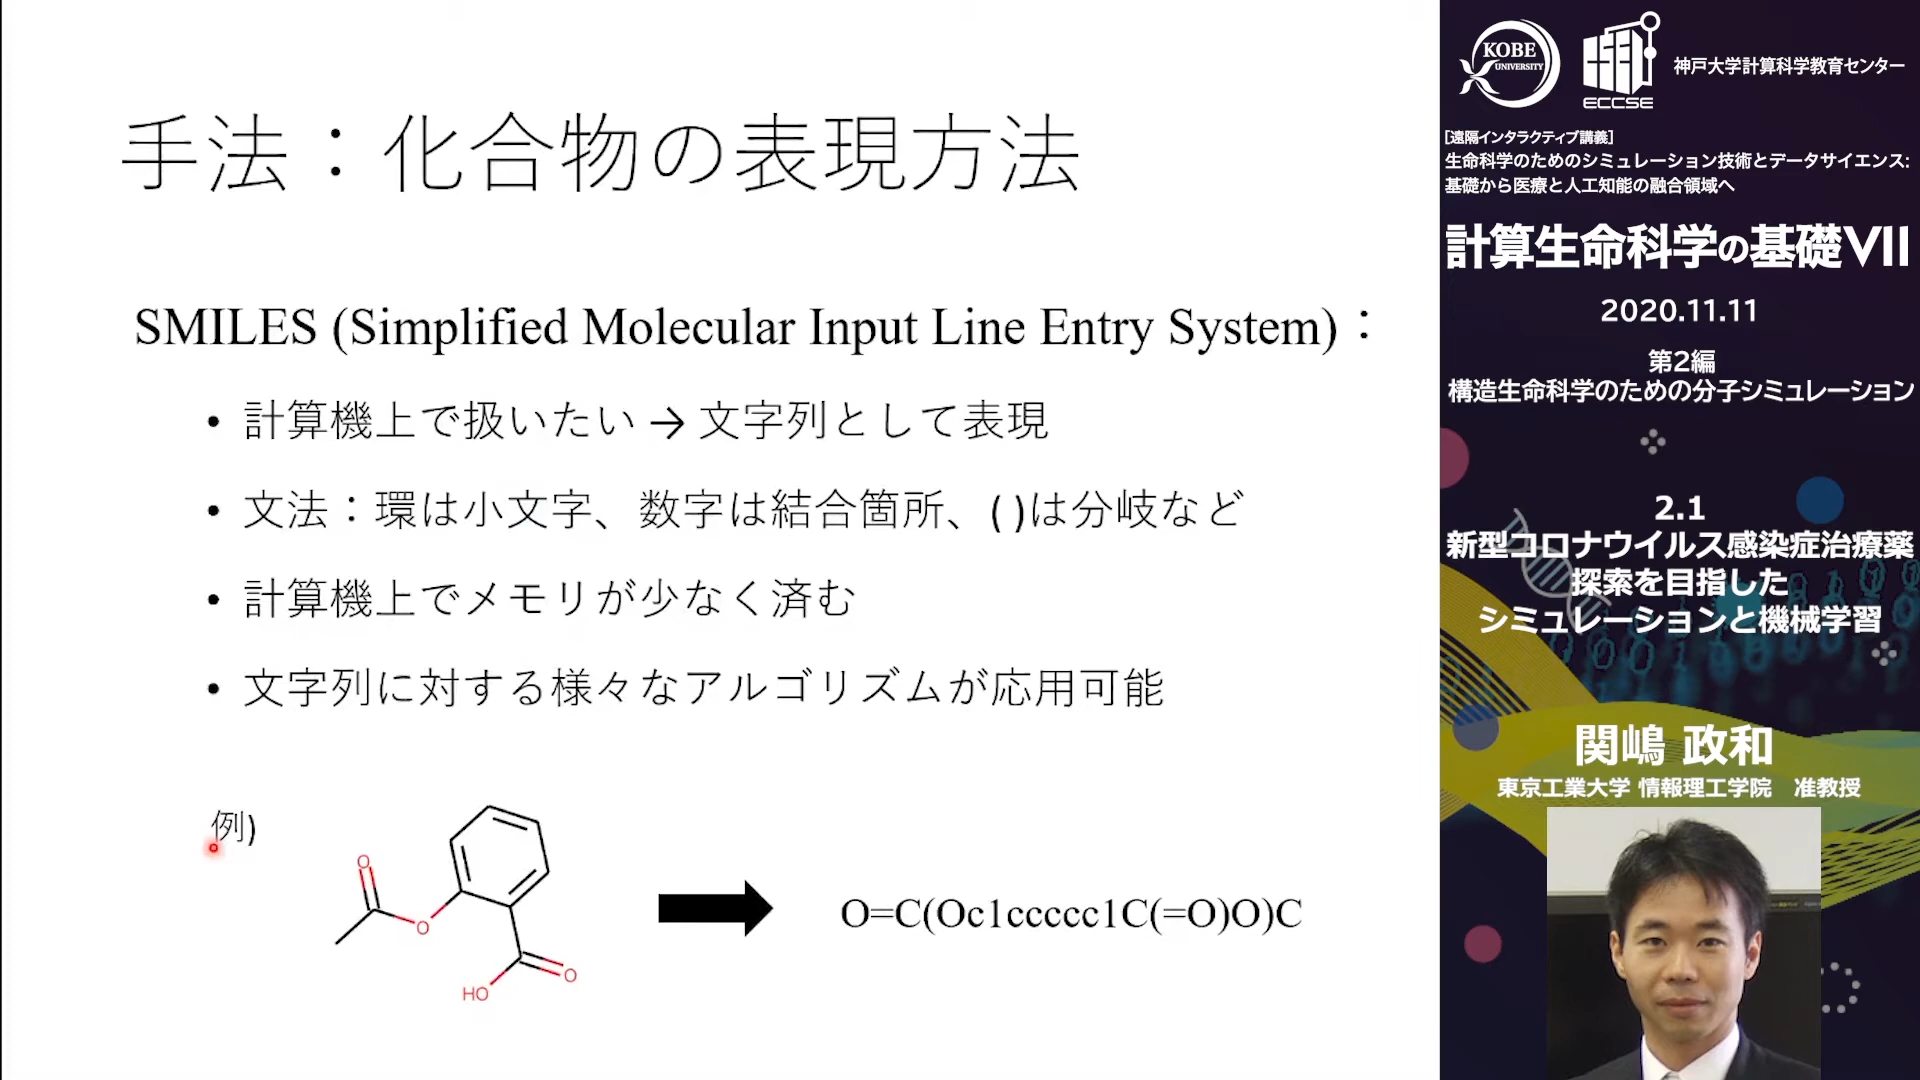 手法：化合物の表現方法
SMILES (Simplified Molecular Input Line Entry System)：
• 計算機上で扱いたい → 文字列として表現
• 文法：環は小文字、数字は結合箇所、( )は分岐など
• 計算機上でメモリが少なく済む
• 文字列に対する様々なアルゴリズムが応用可能
例)
O
O
O
HO
O=C(Oc1ccccc1C(=O)O)C
KOBE
UNIVERSITY
ECCSE
神戸大学計算科学教育センター
[遠隔インタラクティブ講義]
生命科学のためのシミュレーション技術とデータサイエンス:
基礎から医療と人工知能の融合領域へ
計算生命科学の基礎VII
2020.11.11
第2編
構造生命科学のための分子シミュレーション
2.1
新型コロナウイルス感染症治療薬
探索を目指した
シミュレーションと機械学習
関嶋 政和
東京工業大学 情報理工学院　准教授